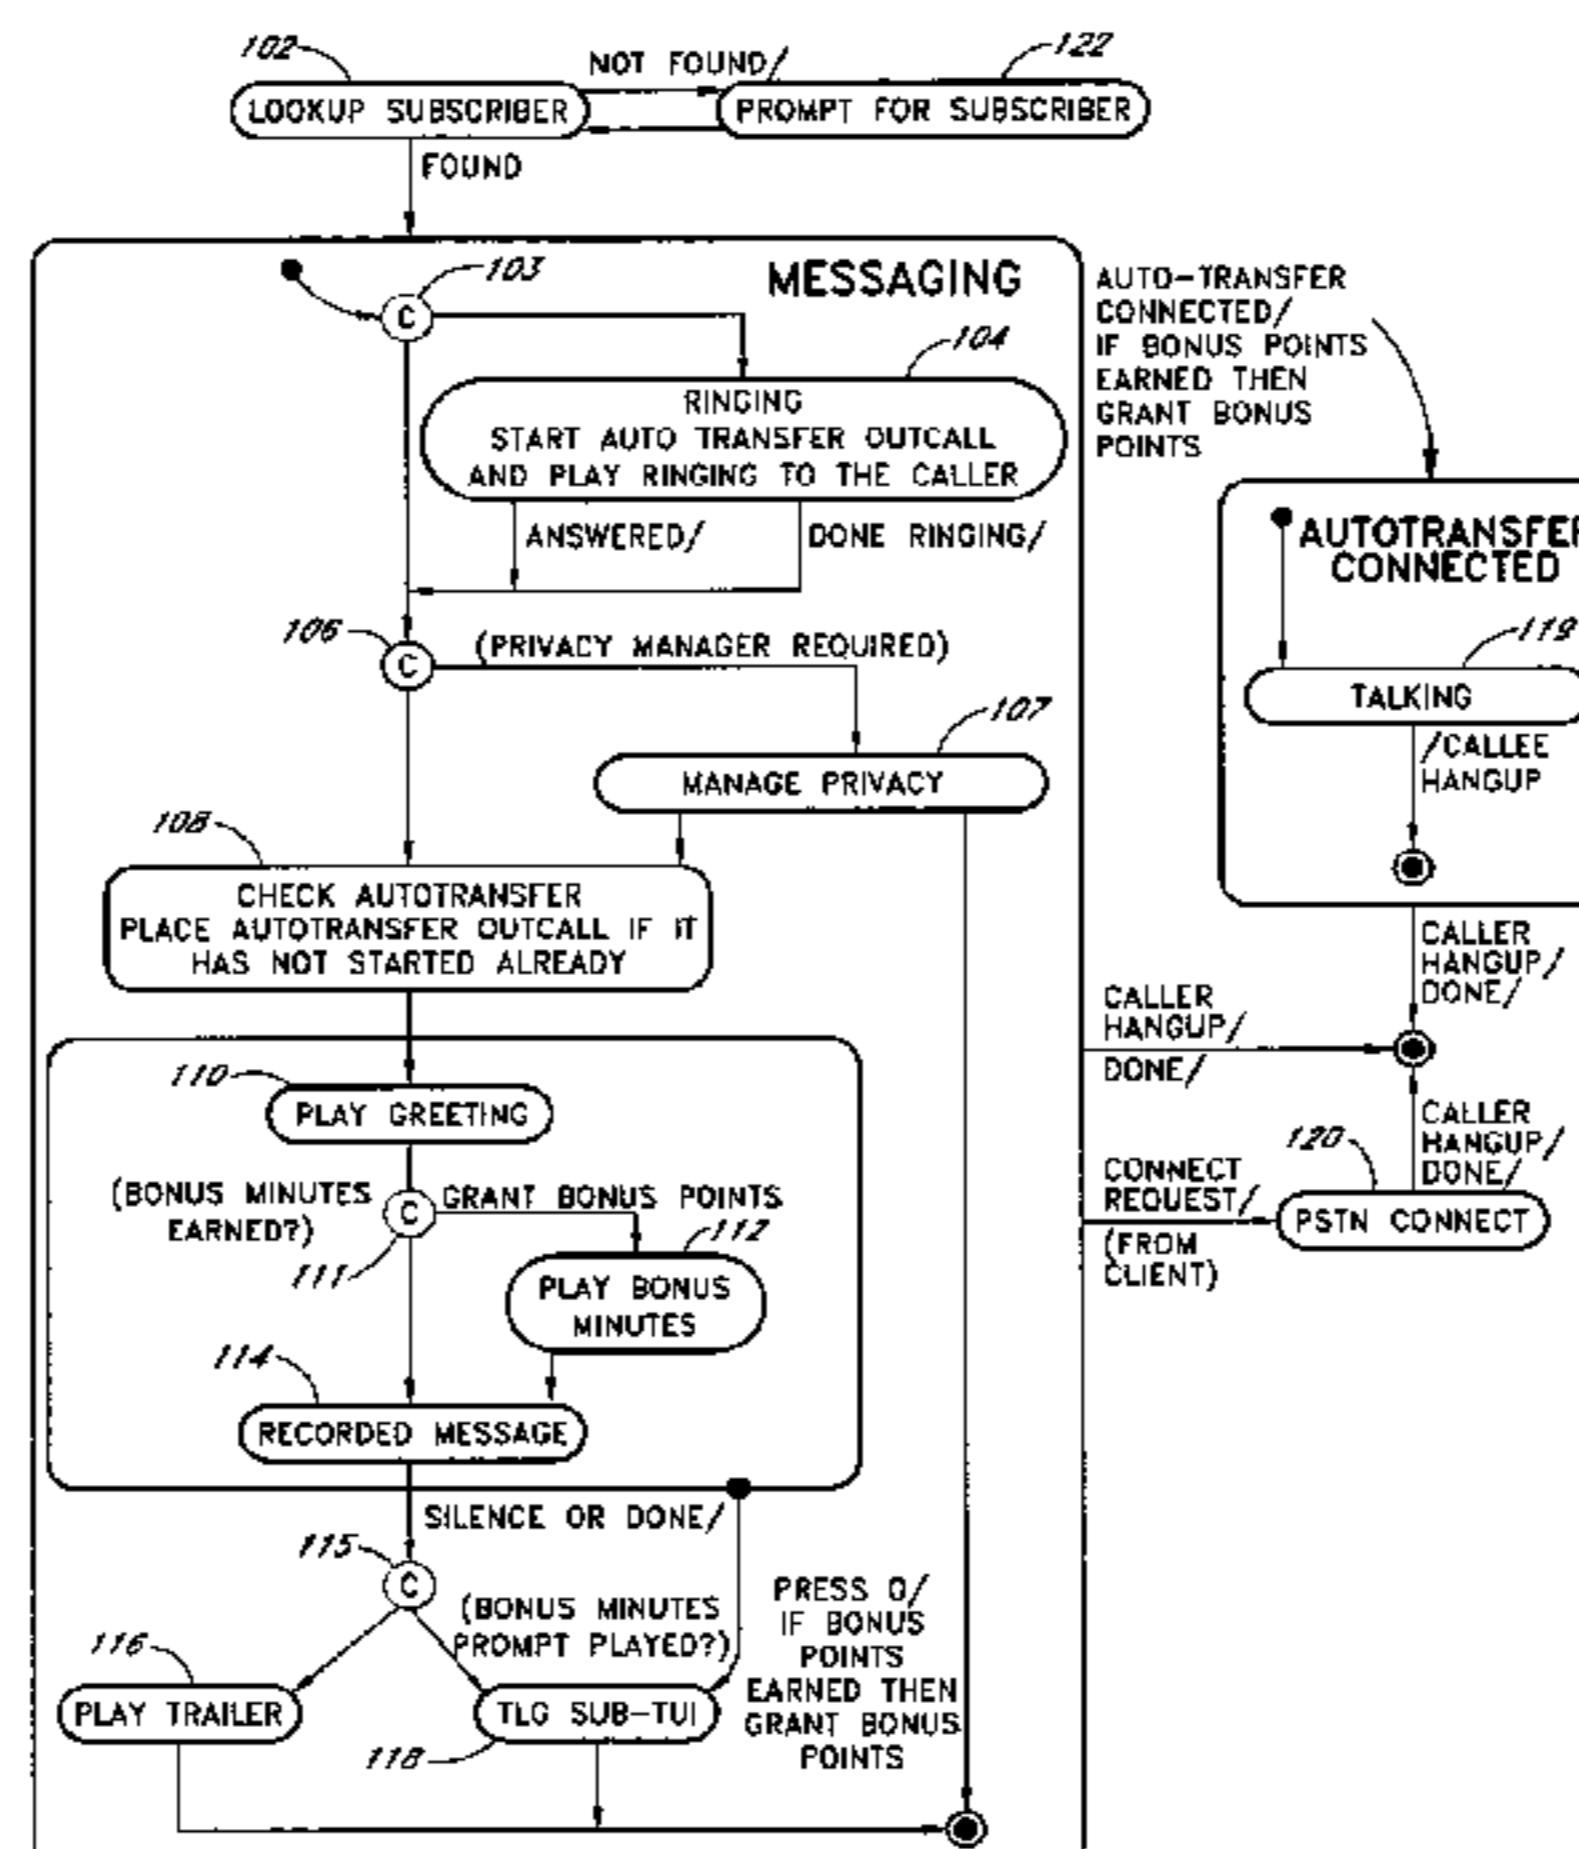 102
NOT FOUND/
122
LOOKUP SUBSCRIBER
PROMPT FOR SUBSCRIBER
FOUND
103
MESSAGING
C
104
RINGING
START AUTO TRANSFER OUTCALL
AND PLAY RINGING TO THE CALLER
ANSWERED/
DONE RINGING/
106
(PRIVACY MANAGER REQUIRED)
C
107
MANAGE PRIVACY
108
CHECK AUTOTRANSFER
PLACE AUTOTRANSFER OUTCALL IF IT
HAS NOT STARTED ALREADY
110
PLAY GREETING
(BONUS MINUTES
EARNED?)
C
GRANT BONUS POINTS
111
112
PLAY BONUS
MINUTES
114
RECORDED MESSAGE
SILENCE OR DONE/
115
C
(BONUS MINUTES
PROMPT PLAYED?)
116
PLAY TRAILER
TLG SUB-TUI
118
PRESS 0/
IF BONUS
POINTS
EARNED THEN
GRANT BONUS
POINTS
AUTO-TRANSFER
CONNECTED/
IF BONUS POINTS
EARNED THEN
GRANT BONUS
POINTS
AUTOTRANSFER
CONNECTED
119
TALKING
/CALLEE
HANGUP
CALLER
HANGUP/
DONE/
CALLER
HANGUP/
DONE/
CALLER
HANGUP/
DONE/
120
CONNECT
REQUEST/
(FROM
CLIENT)
PSTN CONNECT